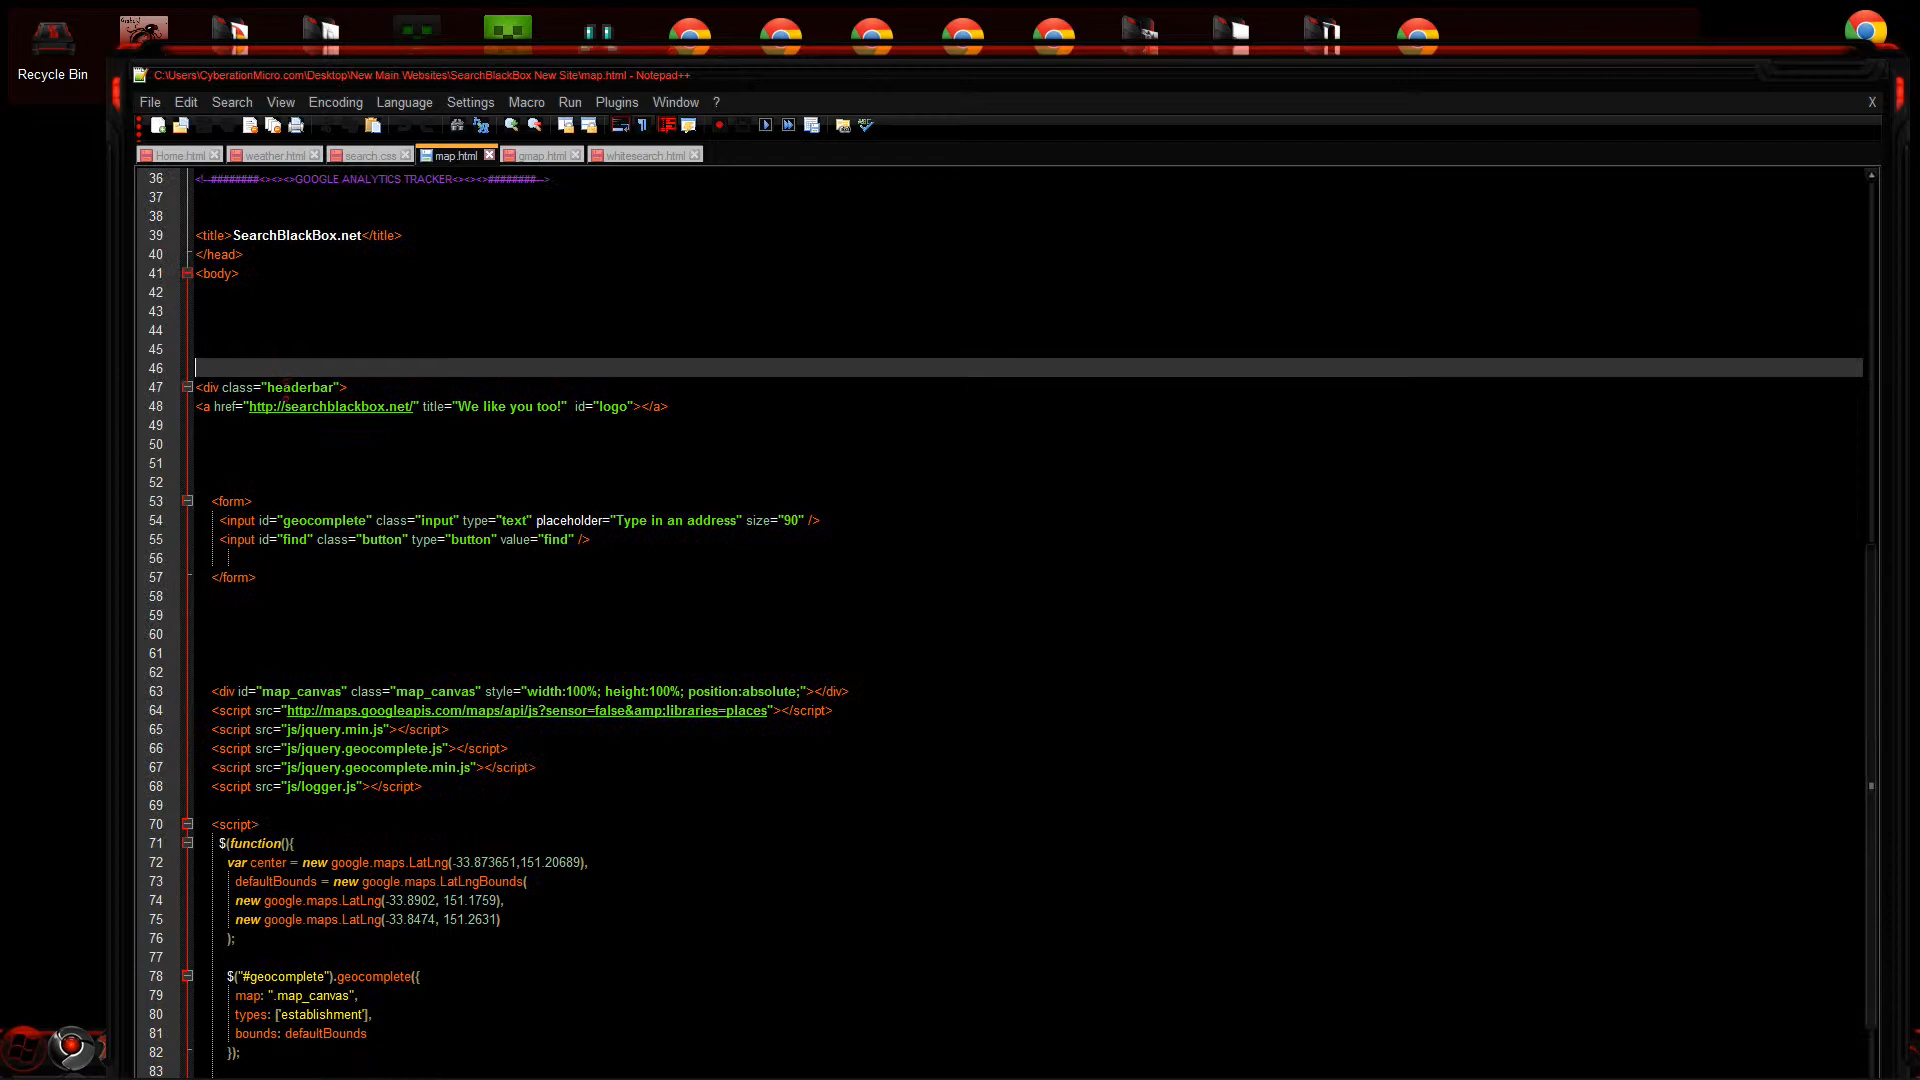 Recycle Bin
C:\Users\CyberationMicro.com\Desktop\New Main Websites\SearchBlackBox New Site\map.html - Notepad++
File Edit Search View Encoding Language Settings Macro Run Plugins Window ? X
Home.html weather.html search.css map.html gmap.html whitesearch.html
36 <!--########<><><>GOOGLE ANALYTICS TRACKER<><><>########-->
37
38
39 <title>SearchBlackBox.net</title>
40 </head>
41 <body>
42
43
44
45
46
47 <div class="headerbar">
48 <a href="http://searchblackbox.net/" title="We like you too!"  id="logo"></a>
49
50
51
52
53 <form>
54 <input id="geocomplete" class="input" type="text" placeholder="Type in an address" size="90" />
55 <input id="find" class="button" type="button" value="find" />
56
57 </form>
58
59
60
61
62
63 <div id="map_canvas" class="map_canvas" style="width:100%; height:100%; position:absolute;"></div>
64 <script src="http://maps.googleapis.com/maps/api/js?sensor=false&amp;libraries=places"></script>
65 <script src="js/jquery.min.js"></script>
66 <script src="js/jquery.geocomplete.js"></script>
67 <script src="js/jquery.geocomplete.min.js"></script>
68 <script src="js/logger.js"></script>
69
70 <script>
71 $(function(){
72 var center = new google.maps.LatLng(-33.873651,151.20689),
73 defaultBounds = new google.maps.LatLngBounds(
74 new google.maps.LatLng(-33.8902, 151.1759),
75 new google.maps.LatLng(-33.8474, 151.2631)
76 );
77
78 $("#geocomplete").geocomplete({
79 map: ".map_canvas",
80 types: ['establishment'],
81 bounds: defaultBounds
82 });
83